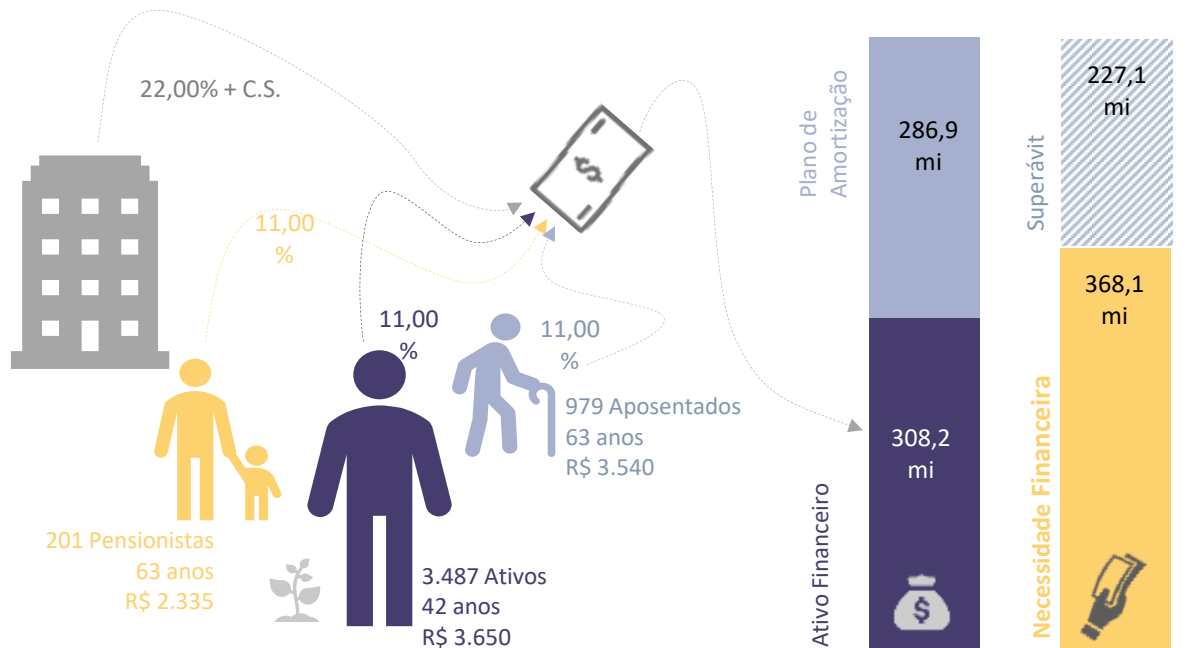 22,00% + C.S.
11,00
%
11,00
%
11,00
%
979 Aposentados
63 anos
R$ 3.540
201 Pensionistas
63 anos
R$ 2.335
3.487 Ativos
42 anos
R$ 3.650
$
Plano de
Amortização
286,9
mi
Ativo Financeiro
308,2
mi
$
Superávit
227,1
mi
Necessidade Financeira
368,1
mi